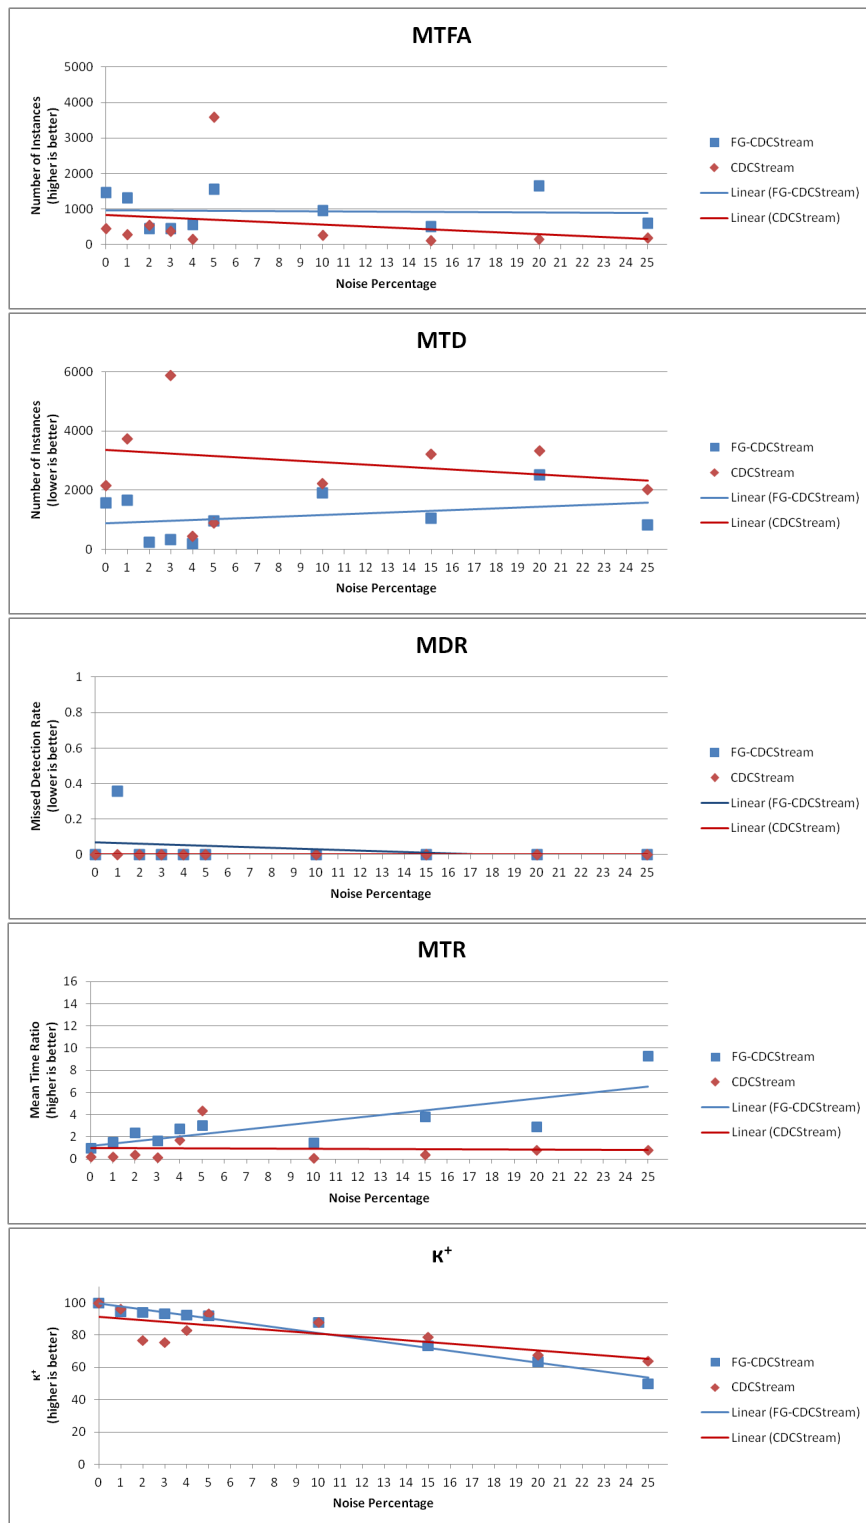 MTFA
Number of Instances
(higher is better)
5000
4000
3000
2000
1000
0
0 1 2 3 4 5 6 7 8 9 10 11 12 13 14 15 16 17 18 19 20 21 22 23 24 25
Noise Percentage
FG-CDCStream
CDCStream
Linear (FG-CDCStream)
Linear (CDCStream)
MTD
Number of Instances
(lower is better)
6000
4000
2000
0
0 1 2 3 4 5 6 7 8 9 10 11 12 13 14 15 16 17 18 19 20 21 22 23 24 25
Noise Percentage
FG-CDCStream
CDCStream
Linear (FG-CDCStream)
Linear (CDCStream)
MDR
Missed Detection Rate
(lower is better)
1
0.8
0.6
0.4
0.2
0
0 1 2 3 4 5 6 7 8 9 10 11 12 13 14 15 16 17 18 19 20 21 22 23 24 25
Noise Percentage
FG-CDCStream
CDCStream
Linear (FG-CDCStream)
Linear (CDCStream)
MTR
Mean Time Ratio
(higher is better)
16
14
12
10
8
6
4
2
0
0 1 2 3 4 5 6 7 8 9 10 11 12 13 14 15 16 17 18 19 20 21 22 23 24 25
Noise Percentage
FG-CDCStream
CDCStream
Linear (FG-CDCStream)
Linear (CDCStream)
κ⁺
κ⁺
(higher is better)
100
80
60
40
20
0
0 1 2 3 4 5 6 7 8 9 10 11 12 13 14 15 16 17 18 19 20 21 22 23 24 25
Noise Percentage
FG-CDCStream
CDCStream
Linear (FG-CDCStream)
Linear (CDCStream)